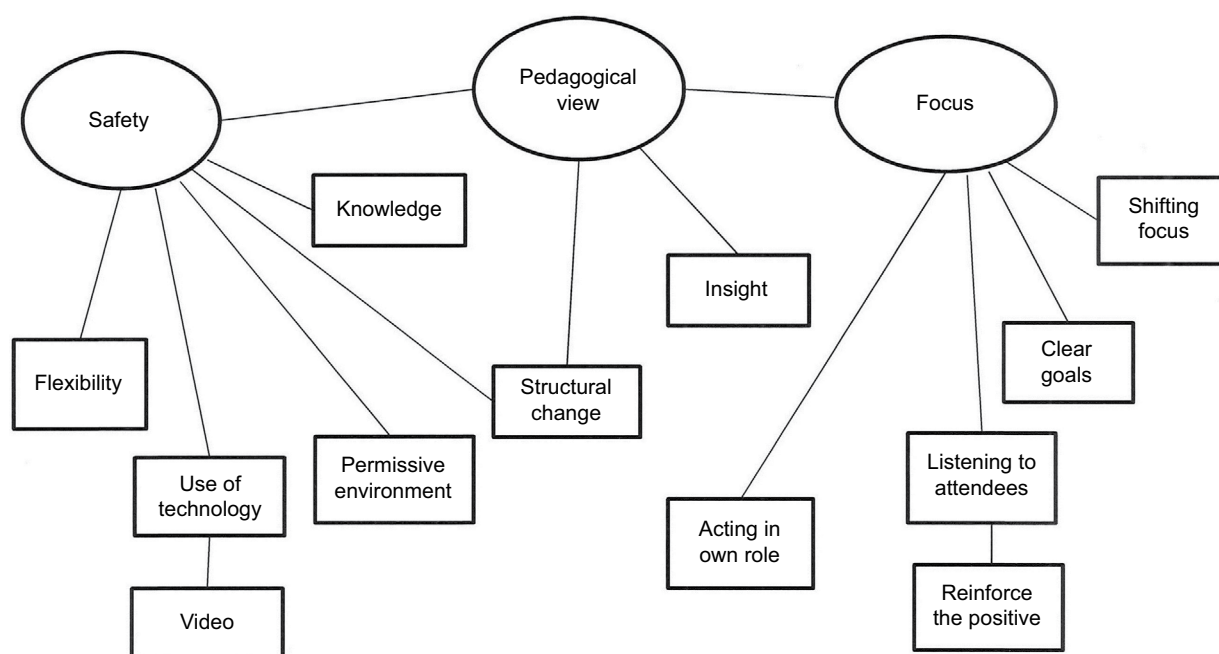 Pedagogical
view
Safety
Focus
Knowledge
Shifting
focus
Insight
Flexibility
Structural
change
Clear
goals
Use of
technology
Permissive
environment
Listening to
attendees
Acting in
own role
Video
Reinforce
the positive